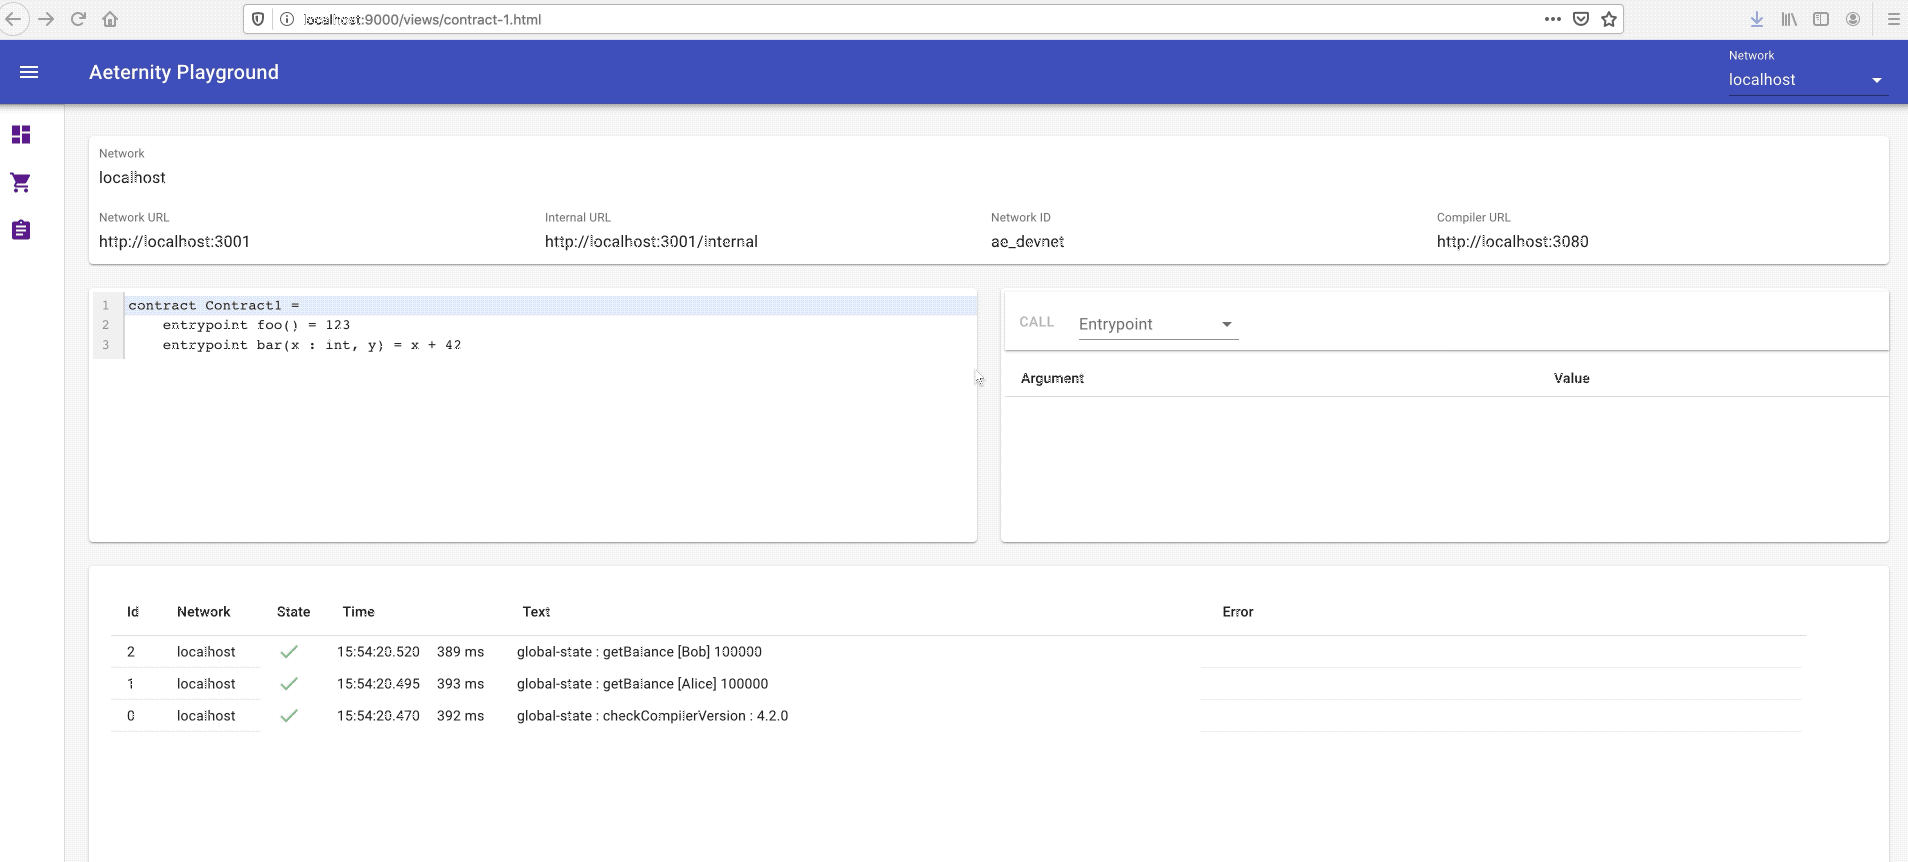 localhost:9000/views/contract-1.html
Aeternity Playground
Network
localhost
Network
localhost
Network URL Internal URL Network ID Compiler URL
http://localhost:3001 http://localhost:3001/internal ae_devnet http://localhost:3080
1 contract Contract1 =
2 entrypoint foo() = 123
3 entrypoint bar(x : int, y) = x + 42
CALL Entrypoint
Argument Value
Id Network State Time Text Error
2 localhost 15:54:20.520 389 ms global-state : getBalance [Bob] 100000
1 localhost 15:54:20.495 393 ms global-state : getBalance [Alice] 100000
0 localhost 15:54:20.470 392 ms global-state : checkCompilerVersion : 4.2.0